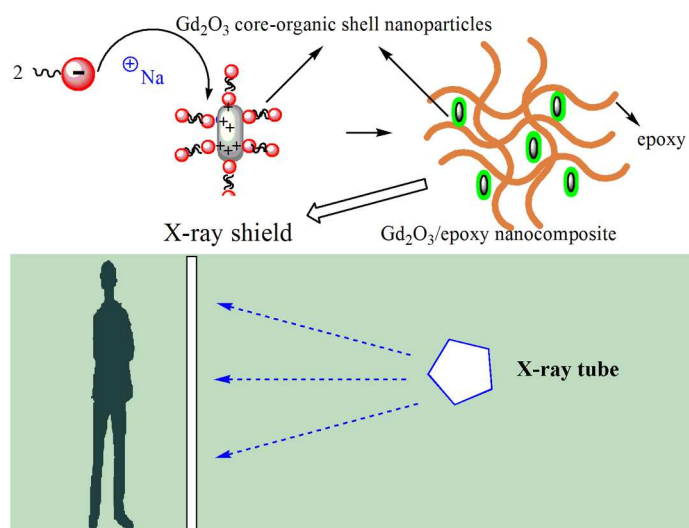 Gd₂O₃ core-organic shell nanoparticles
2
-
⊕
Na
+
+ +
+
+ + +
epoxy
X-ray shield
Gd₂O₃/epoxy nanocomposite
X-ray tube